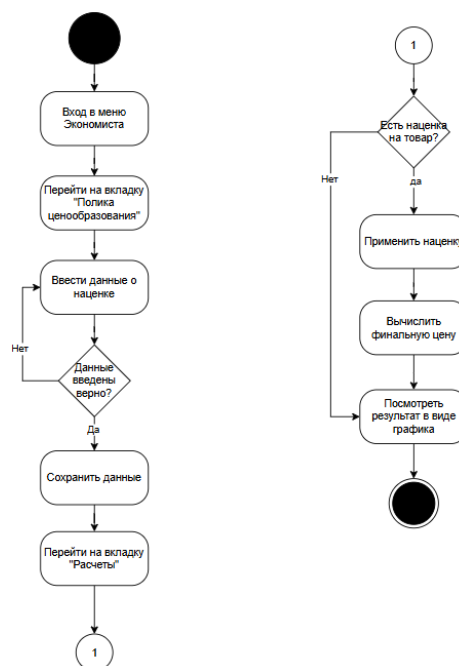 Вход в меню
Экономиста
Перейти на вкладку
"Полика
ценообразования"
Ввести данные о
наценке
Нет
Данные
введены
верно?
Да
Сохранить данные
Перейти на вкладку
"Расчеты"
1
1
Есть наценка
на товар?
Нет
да
Применить наценку
Вычислить
финальную цену
Посмотреть
результат в виде
графика